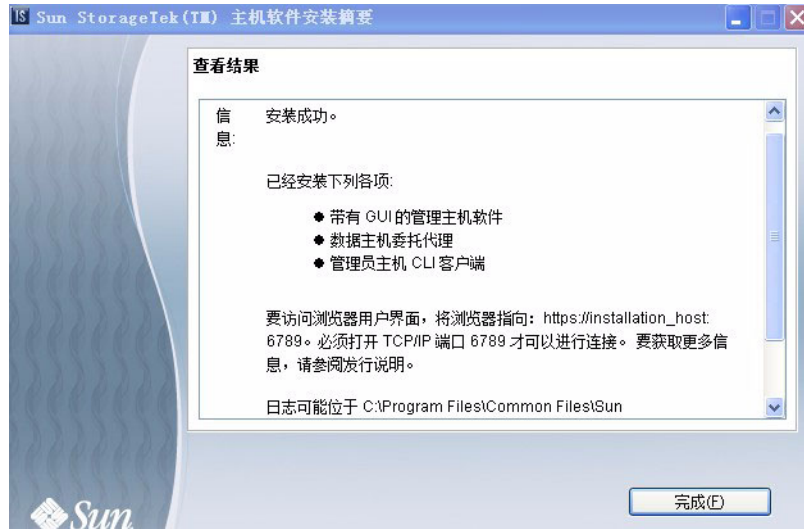 Sun StorageTek(TM) 主机软件安装摘要
查看结果
信息: 安装成功。
已经安装下列各项:
● 带有 GUI 的管理主机软件
● 数据主机委托代理
● 管理员主机 CLI 客户端
要访问浏览器用户界面，将浏览器指向：https://installation_host:
6789。必须打开 TCP/IP 端口 6789 才可以进行连接。 要获取更多信
息，请参阅发行说明。
日志可能位于 C:\Program Files\Common Files\Sun
完成(F)
Sun